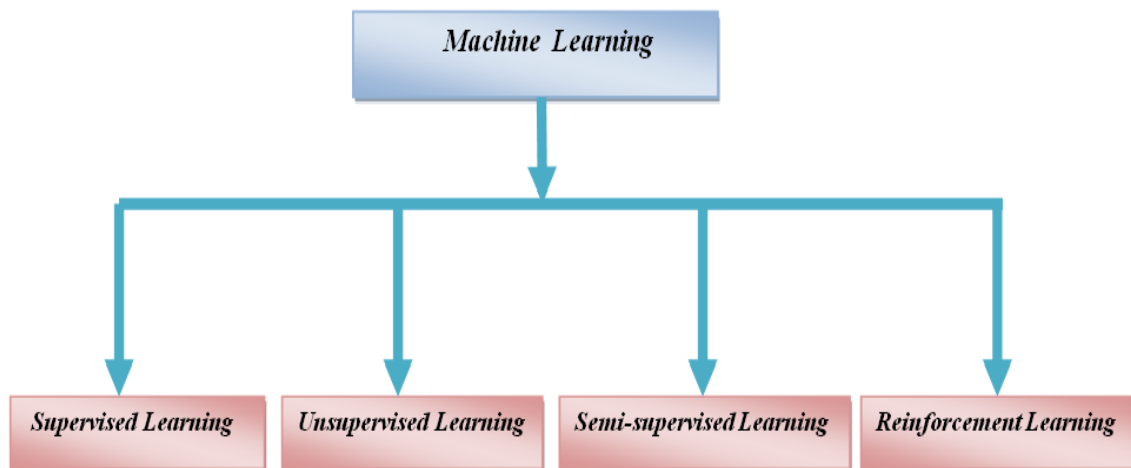 Machine Learning
Supervised Learning
Unsupervised Learning
Semi-supervised Learning
Reinforcement Learning